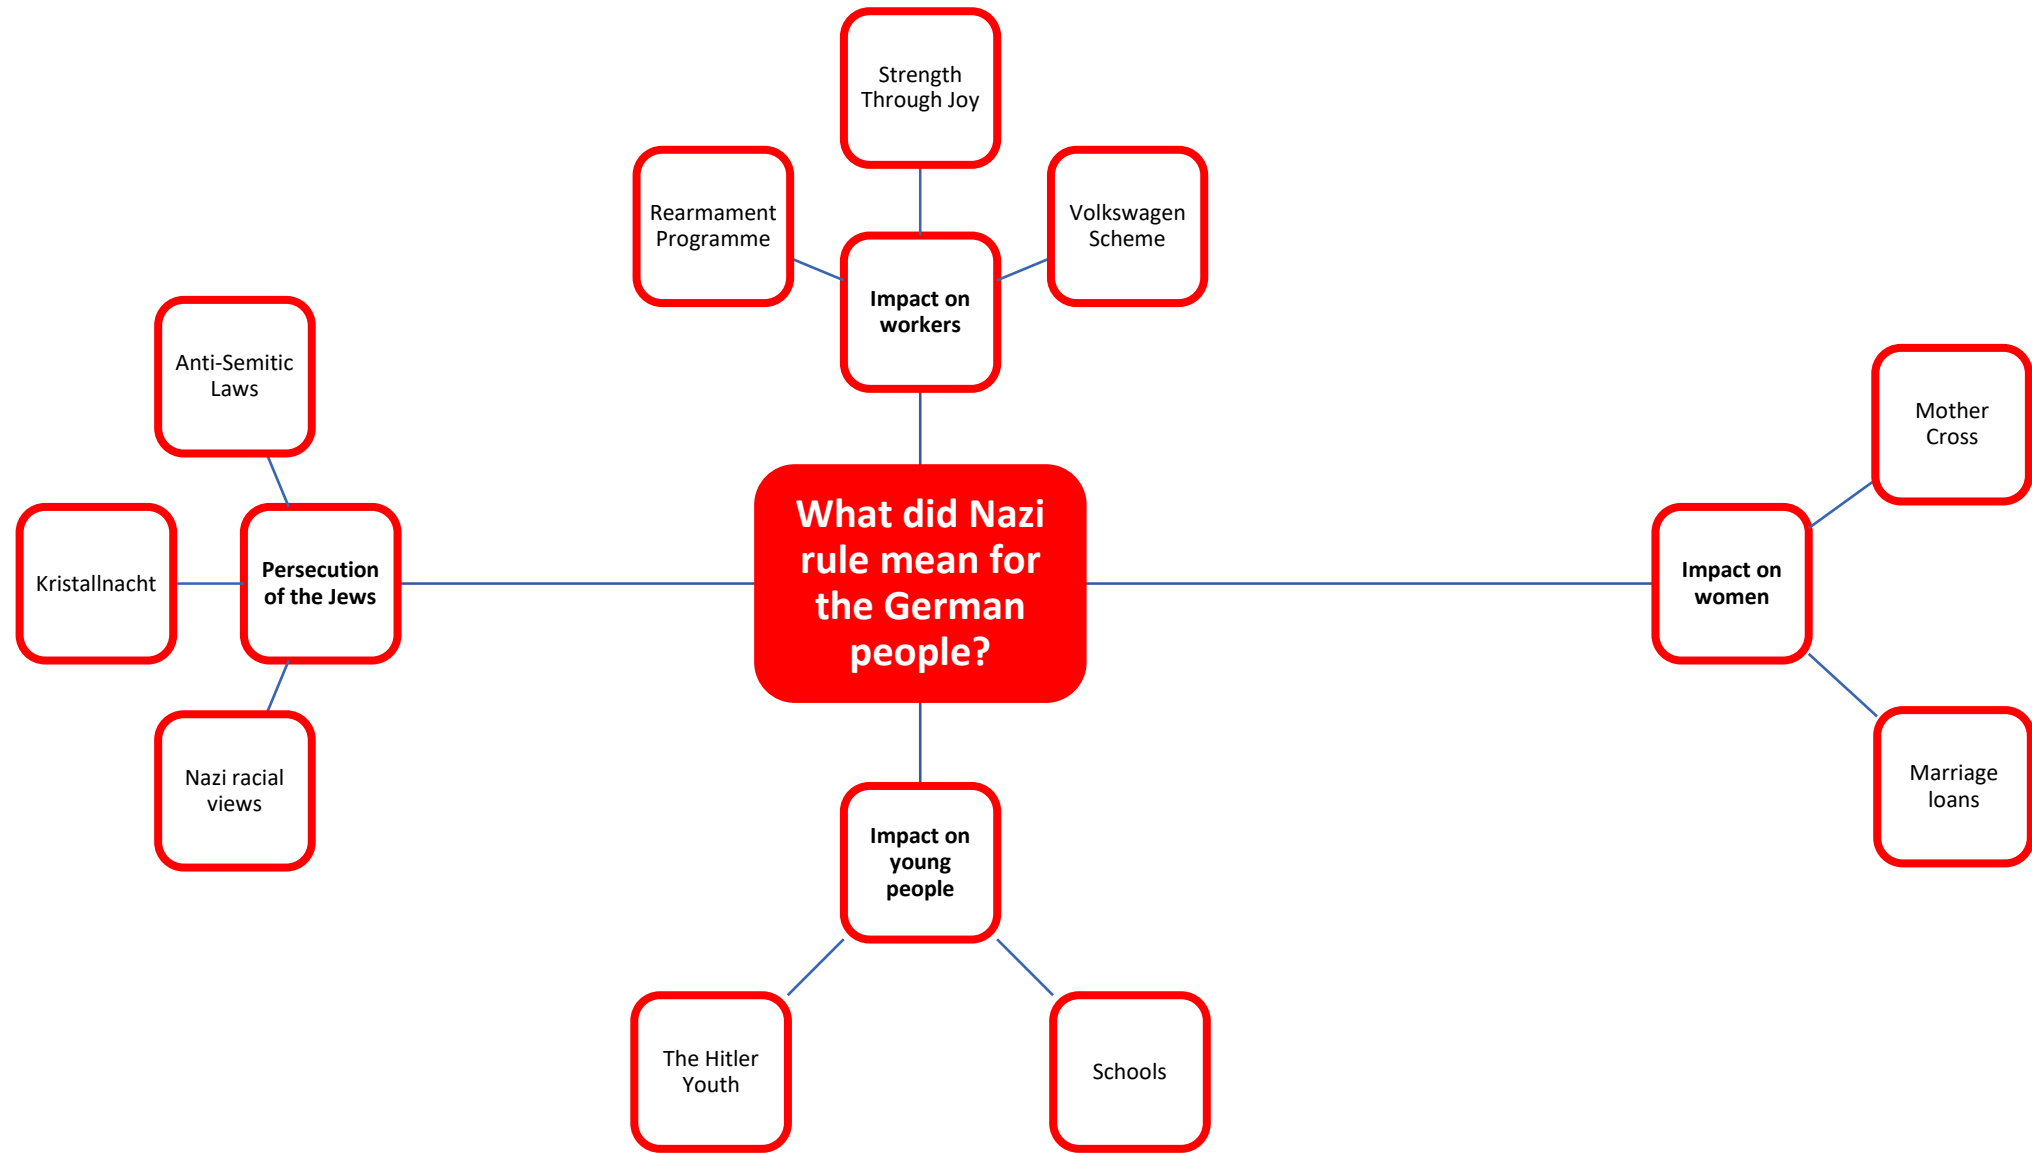 Strength
Through Joy
Rearmament
Programme
Volkswagen
Scheme
Impact on
workers
Anti-Semitic
Laws
Mother
Cross
Kristallnacht
Persecution
of the Jews
What did Nazi
rule mean for
the German
people?
Impact on
women
Nazi racial
views
Marriage
loans
Impact on
young
people
The Hitler
Youth
Schools